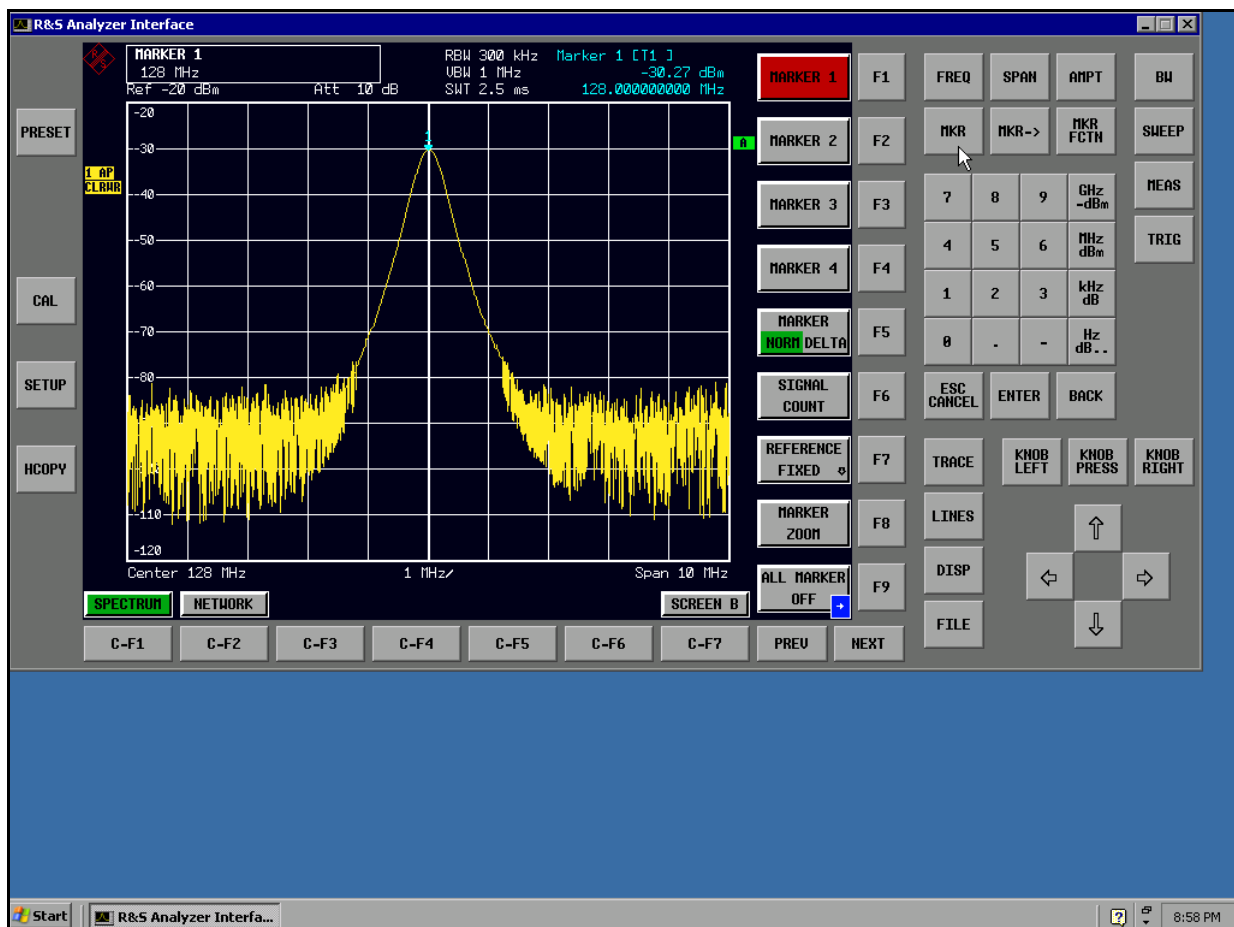 R&S Analyzer Interface
MARKER 1
128 MHz
Ref -20 dBm
Att 10 dB
RBW 300 kHz
VBW 1 MHz
SWT 2.5 ms
Marker 1 [T1 ]
-30.27 dBm
128.000000000 MHz
1 AP
CLRWR
A
1
-20
-30
-40
-50
-60
-70
-80
-110
-120
Center 128 MHz
1 MHz/
Span 10 MHz
SPECTRUM
NETWORK
SCREEN B
PRESET
CAL
SETUP
HCOPY
MARKER 1
MARKER 2
MARKER 3
MARKER 4
MARKER
NORM DELTA
SIGNAL
COUNT
REFERENCE
FIXED
MARKER
ZOOM
ALL MARKER
OFF
F1
F2
F3
F4
F5
F6
F7
F8
F9
C-F1
C-F2
C-F3
C-F4
C-F5
C-F6
C-F7
PREV
NEXT
FREQ
SPAN
AMPT
BW
MKR
MKR->
MKR
FCTN
SWEEP
7
8
9
GHz
-dBm
MEAS
4
5
6
MHz
dBm
TRIG
1
2
3
kHz
dB
0
.
-
Hz
dB..
ESC
CANCEL
ENTER
BACK
TRACE
KNOB
LEFT
KNOB
PRESS
KNOB
RIGHT
LINES
DISP
FILE
Start
R&S Analyzer Interfa...
8:58 PM